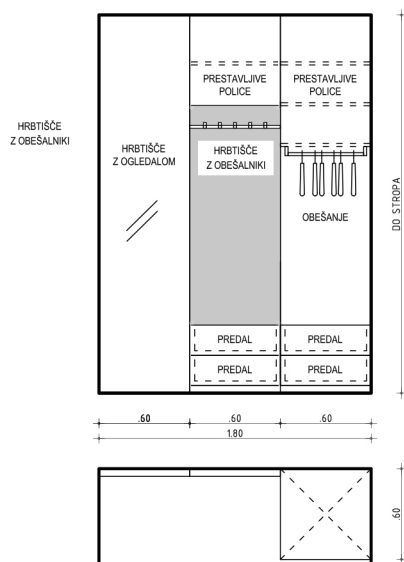 PRESTAVLJIVE
POLICE
PRESTAVLJIVE
POLICE
HRBTIŠČE
Z OBEŠALNIKI
HRBTIŠČE
Z OGLEDALOM
HRBTIŠČE
Z OBEŠALNIKI
OBEŠANJE
DO STROPA
PREDAL
PREDAL
PREDAL
PREDAL
.60
.60
.60
1.80
.60